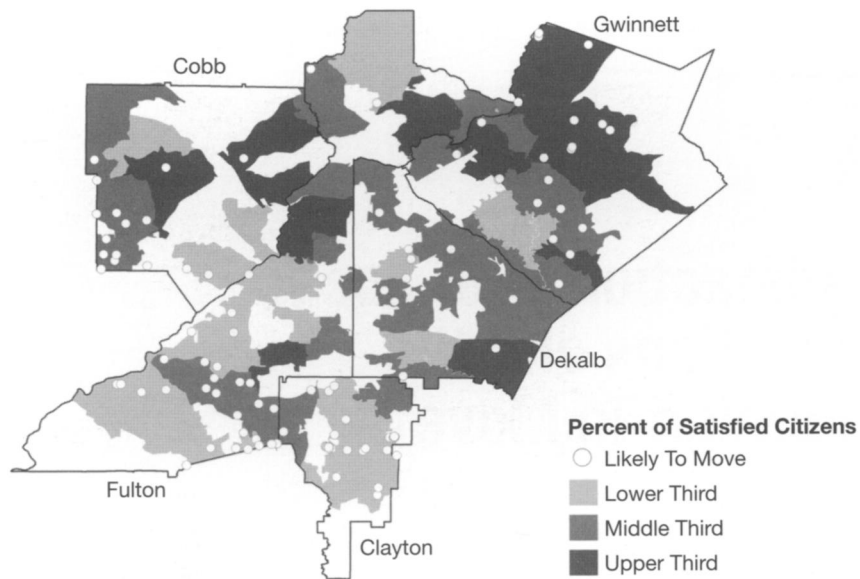 Gwinnett
Cobb
Dekalb
Fulton
Clayton
Percent of Satisfied Citizens
Likely To Move
Lower Third
Middle Third
Upper Third